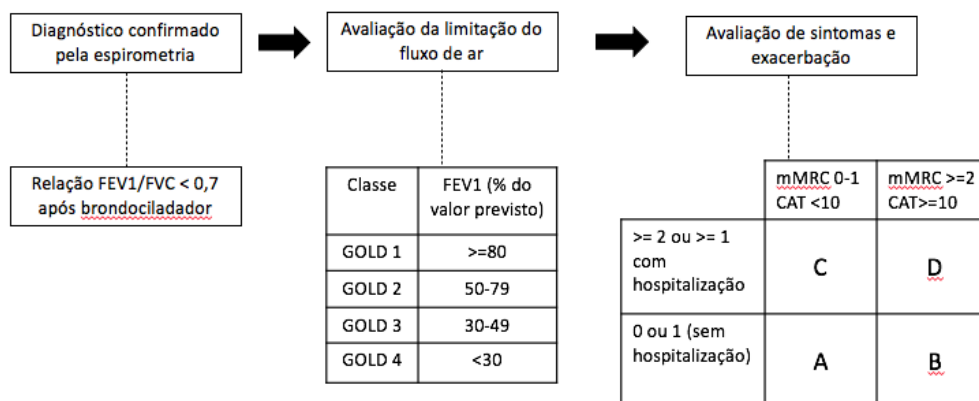 Diagnóstico confirmado
pela espirometria
Avaliação da limitação do
fluxo de ar
Avaliação de sintomas e
exacerbação
Relação FEV1/FVC < 0,7
após brondociladador
Classe
FEV1 (% do
valor previsto)
GOLD 1
>=80
GOLD 2
50-79
GOLD 3
30-49
GOLD 4
<30
mMRC 0-1
CAT <10
mMRC >=2
CAT>=10
>= 2 ou >= 1
com
hospitalização
C
D
0 ou 1 (sem
hospitalização)
A
B